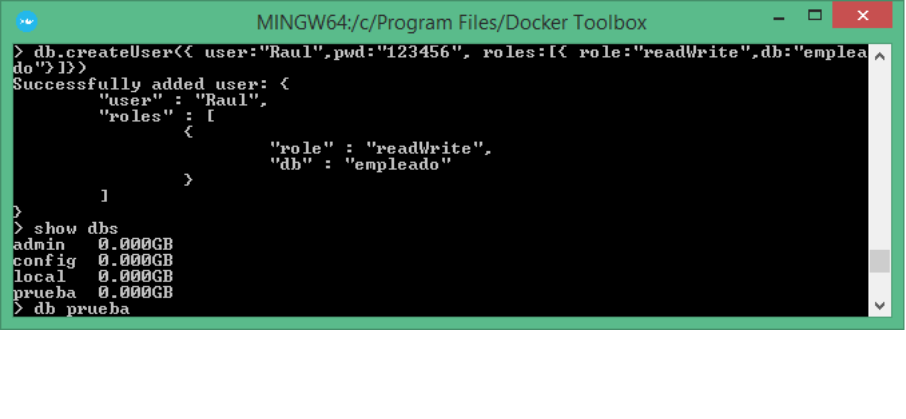 MINGW64:/c/Program Files/Docker Toolbox
> db.createUser({ user:"Raul",pwd:"123456", roles:[{ role:"readWrite",db:"emplea
do"}]})
Successfully added user: {
"user" : "Raul",
"roles" : [
{
"role" : "readWrite",
"db" : "empleado"
}
]
}
> show dbs
admin 0.000GB
config 0.000GB
local 0.000GB
prueba 0.000GB
> db prueba